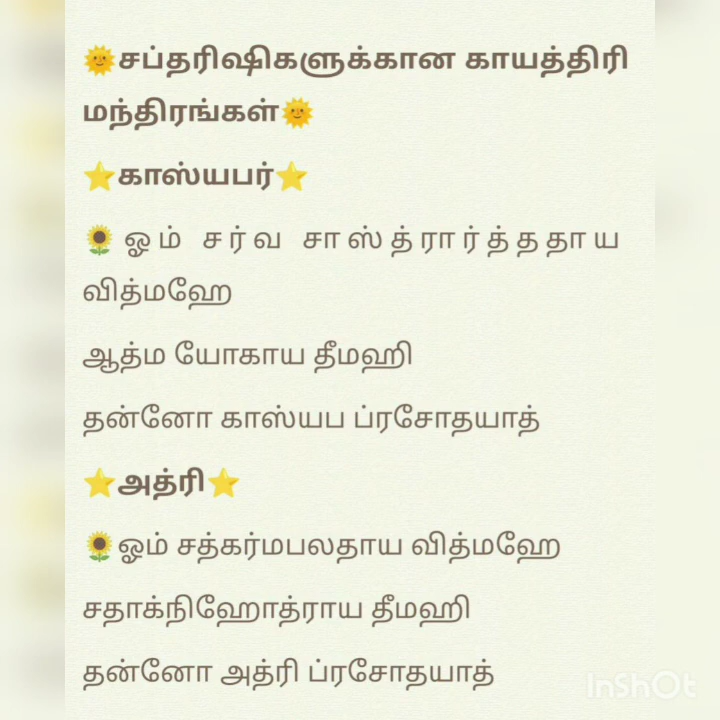 🌞சப்தரிஷிகளுக்கான காயத்திரி
மந்திரங்கள்🌞
⭐காஸ்யபர்⭐
🌻 ஓம் சர்வ சாஸ்த்ரார்த்ததாய
வித்மஹே
ஆத்ம யோகாய தீமஹி
தன்னோ காஸ்யப ப்ரசோதயாத்
⭐அத்ரி⭐
🌻ஓம் சத்கர்மபலதாய வித்மஹே
சதாக்நிஹோத்ராய தீமஹி
தன்னோ அத்ரி ப்ரசோதயாத்
InShOt